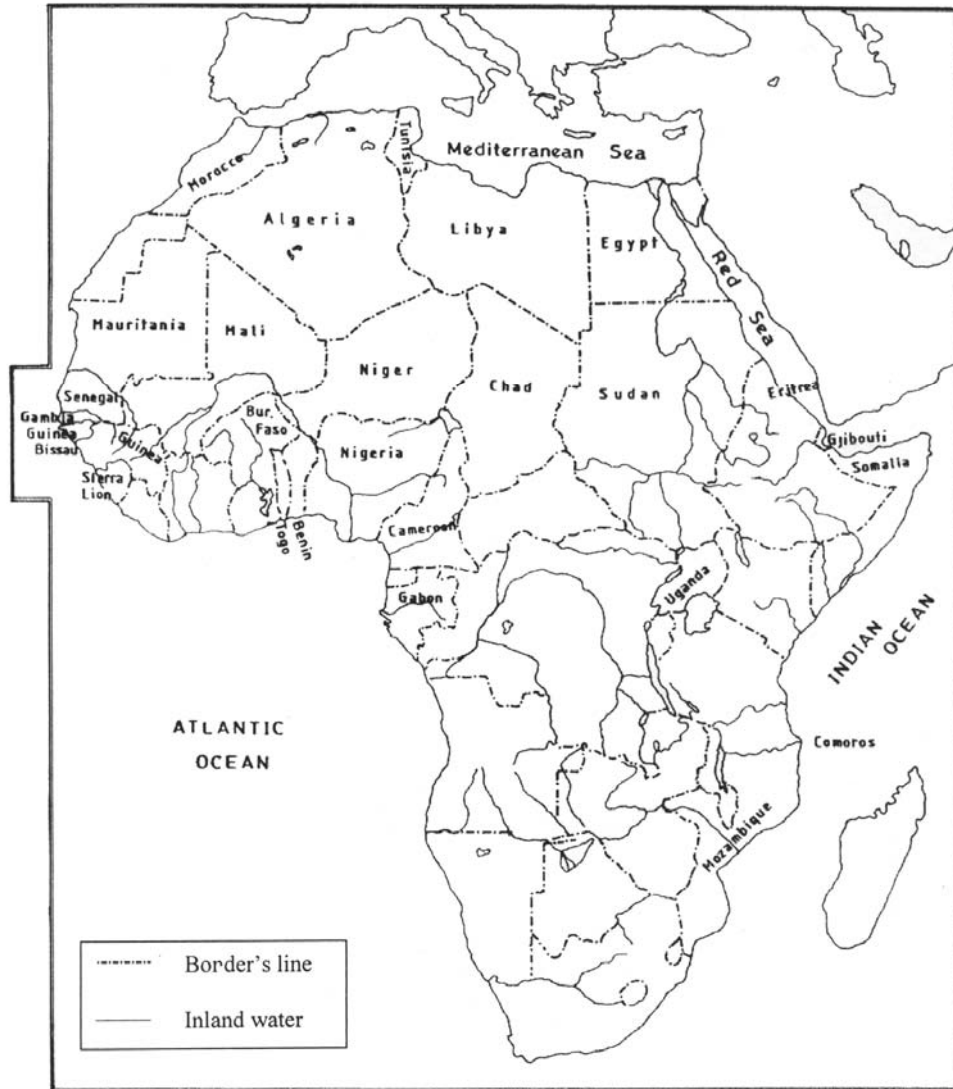 Mediterranean Sea
Tunisia
Morocco
Algeria
Libya
Egypt
Red Sea
Mauritania
Mali
Niger
Chad
Sudan
Eritrea
Senegal
Gambia
Guinea
Bissau
Guinea
Bur.
Faso
Nigeria
Gjibouti
Somalia
Sierra
Lion
Togo
Benin
Cameroon
Gabon
Uganda
INDIAN
OCEAN
ATLANTIC
OCEAN
Comoros
Mozambique
Border's line
Inland water